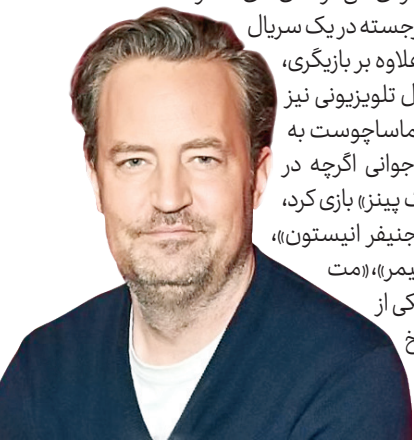 رجسته در یک سریال
علاوه بر بازیگری،
ل تلویزیونی نیز
ماساچوست به
جوانی اگرچه در
پینز» بازی کرد،
جنیفر انیستون»،
یمر»،«مت
کی از
خ